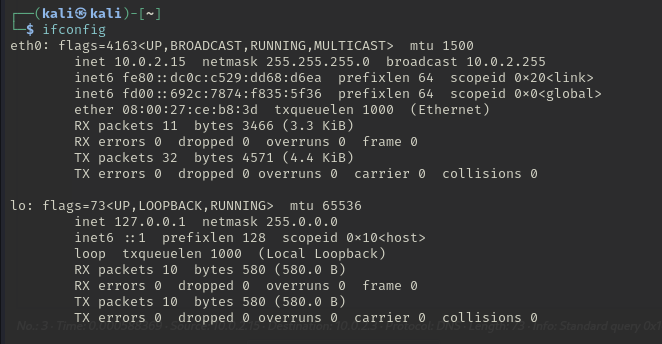 ┌──(kali㉿kali)-[~]
└─$ ifconfig
eth0: flags=4163<UP,BROADCAST,RUNNING,MULTICAST>  mtu 1500
        inet 10.0.2.15  netmask 255.255.255.0  broadcast 10.0.2.255
        inet6 fe80::dc0c:c529:dd68:d6ea  prefixlen 64  scopeid 0×20<link>
        inet6 fd00::692c:7874:f835:5f36  prefixlen 64  scopeid 0×0<global>
        ether 08:00:27:ce:b8:3d  txqueuelen 1000  (Ethernet)
        RX packets 11  bytes 3466 (3.3 KiB)
        RX errors 0  dropped 0  overruns 0  frame 0
        TX packets 32  bytes 4571 (4.4 KiB)
        TX errors 0  dropped 0 overruns 0  carrier 0  collisions 0

lo: flags=73<UP,LOOPBACK,RUNNING>  mtu 65536
        inet 127.0.0.1  netmask 255.0.0.0
        inet6 ::1  prefixlen 128  scopeid 0×10<host>
        loop  txqueuelen 1000  (Local Loopback)
        RX packets 10  bytes 580 (580.0 B)
        RX errors 0  dropped 0  overruns 0  frame 0
        TX packets 10  bytes 580 (580.0 B)
        TX errors 0  dropped 0 overruns 0  carrier 0  collisions 0
No.: 3 · Time: · Source: 10.0.2.15 · Destination: · Protocol: DNS · Length: 73 · Info: Standard query